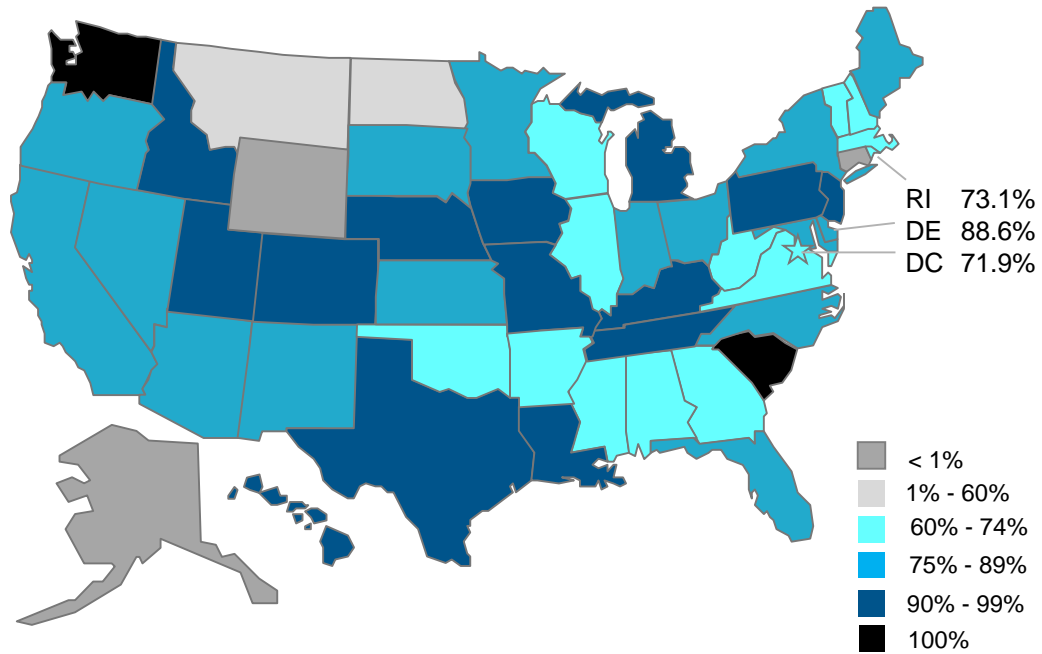 RI 73.1%
DE 88.6%
DC 71.9%
< 1%
1% - 60%
60% - 74%
75% - 89%
90% - 99%
100%